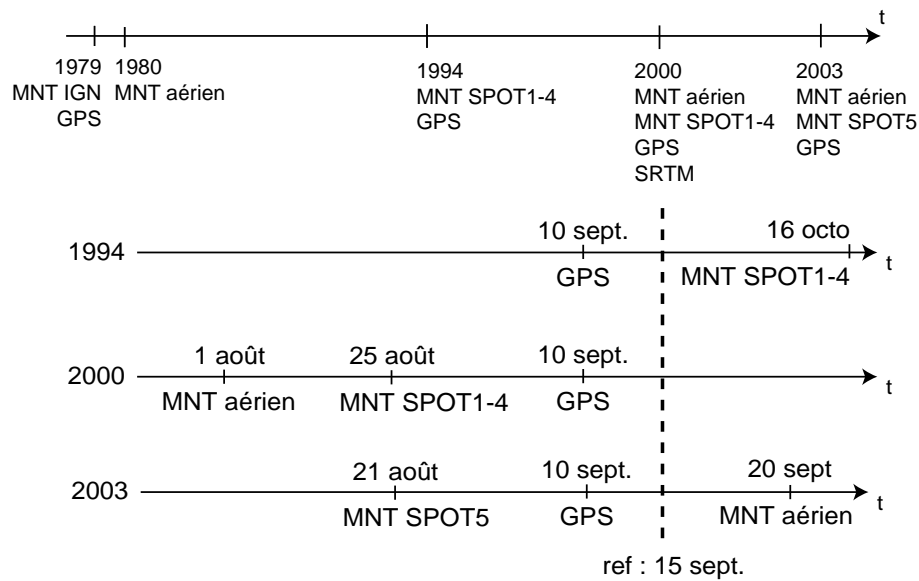 t
1979 1980 1994 2000 2003
MNT IGN MNT aérien MNT SPOT1-4 MNT aérien MNT aérien
GPS GPS MNT SPOT1-4 MNT SPOT5
GPS GPS
SRTM
10 sept. 16 octo
1994 t
GPS MNT SPOT1-4
1 août 25 août 10 sept.
2000 t
MNT aérien MNT SPOT1-4 GPS
21 août 10 sept. 20 sept
2003 t
MNT SPOT5 GPS MNT aérien
ref : 15 sept.